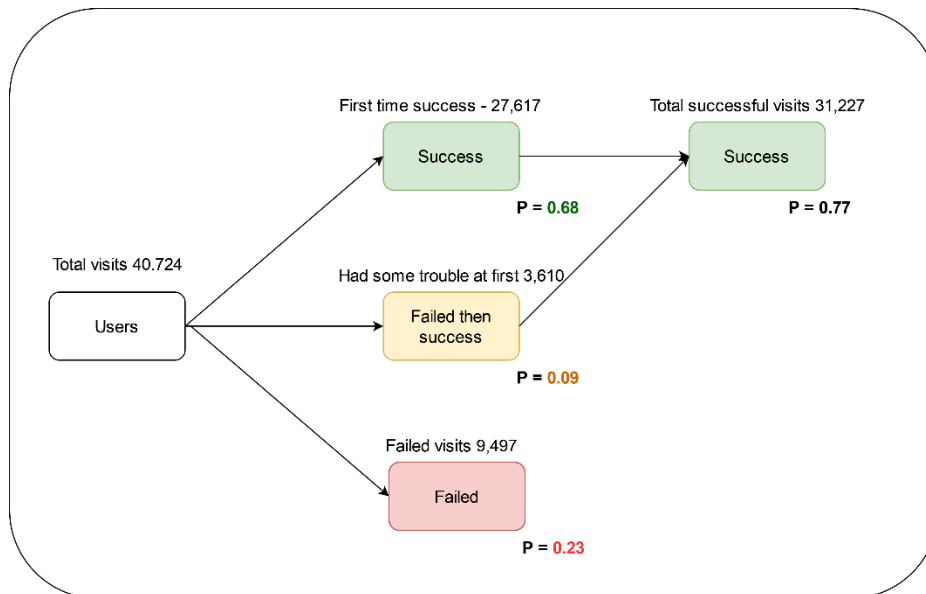 First time success - 27,617
Total successful visits 31,227
Success
Success
P = 0.68
P = 0.77
Total visits 40.724
Had some trouble at first 3,610
Users
Failed then
success
P = 0.09
Failed visits 9,497
Failed
P = 0.23